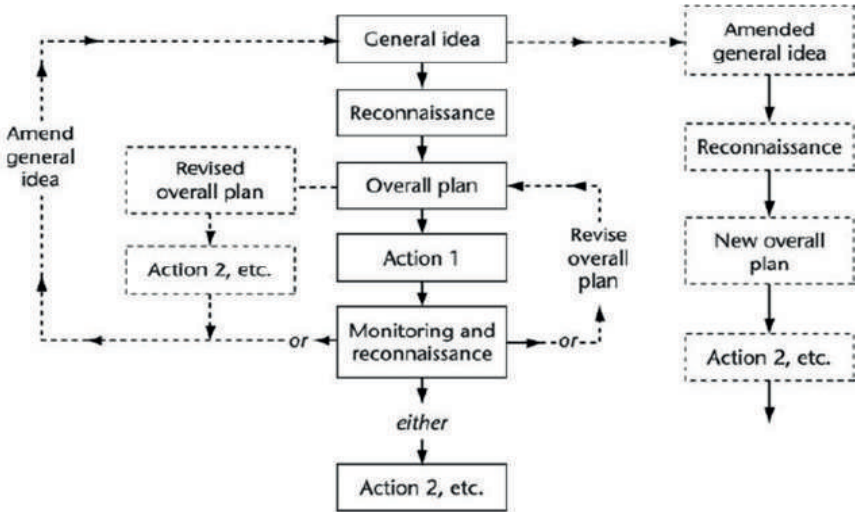 General idea
Amended
general idea
Reconnaissance
Amend
general
idea
Revised
overall plan
Overall plan
Reconnaissance
Revise
overall
plan
Action 2, etc.
Action 1
New overall
plan
or
Monitoring and
reconnaissance
or
Action 2, etc.
either
Action 2, etc.